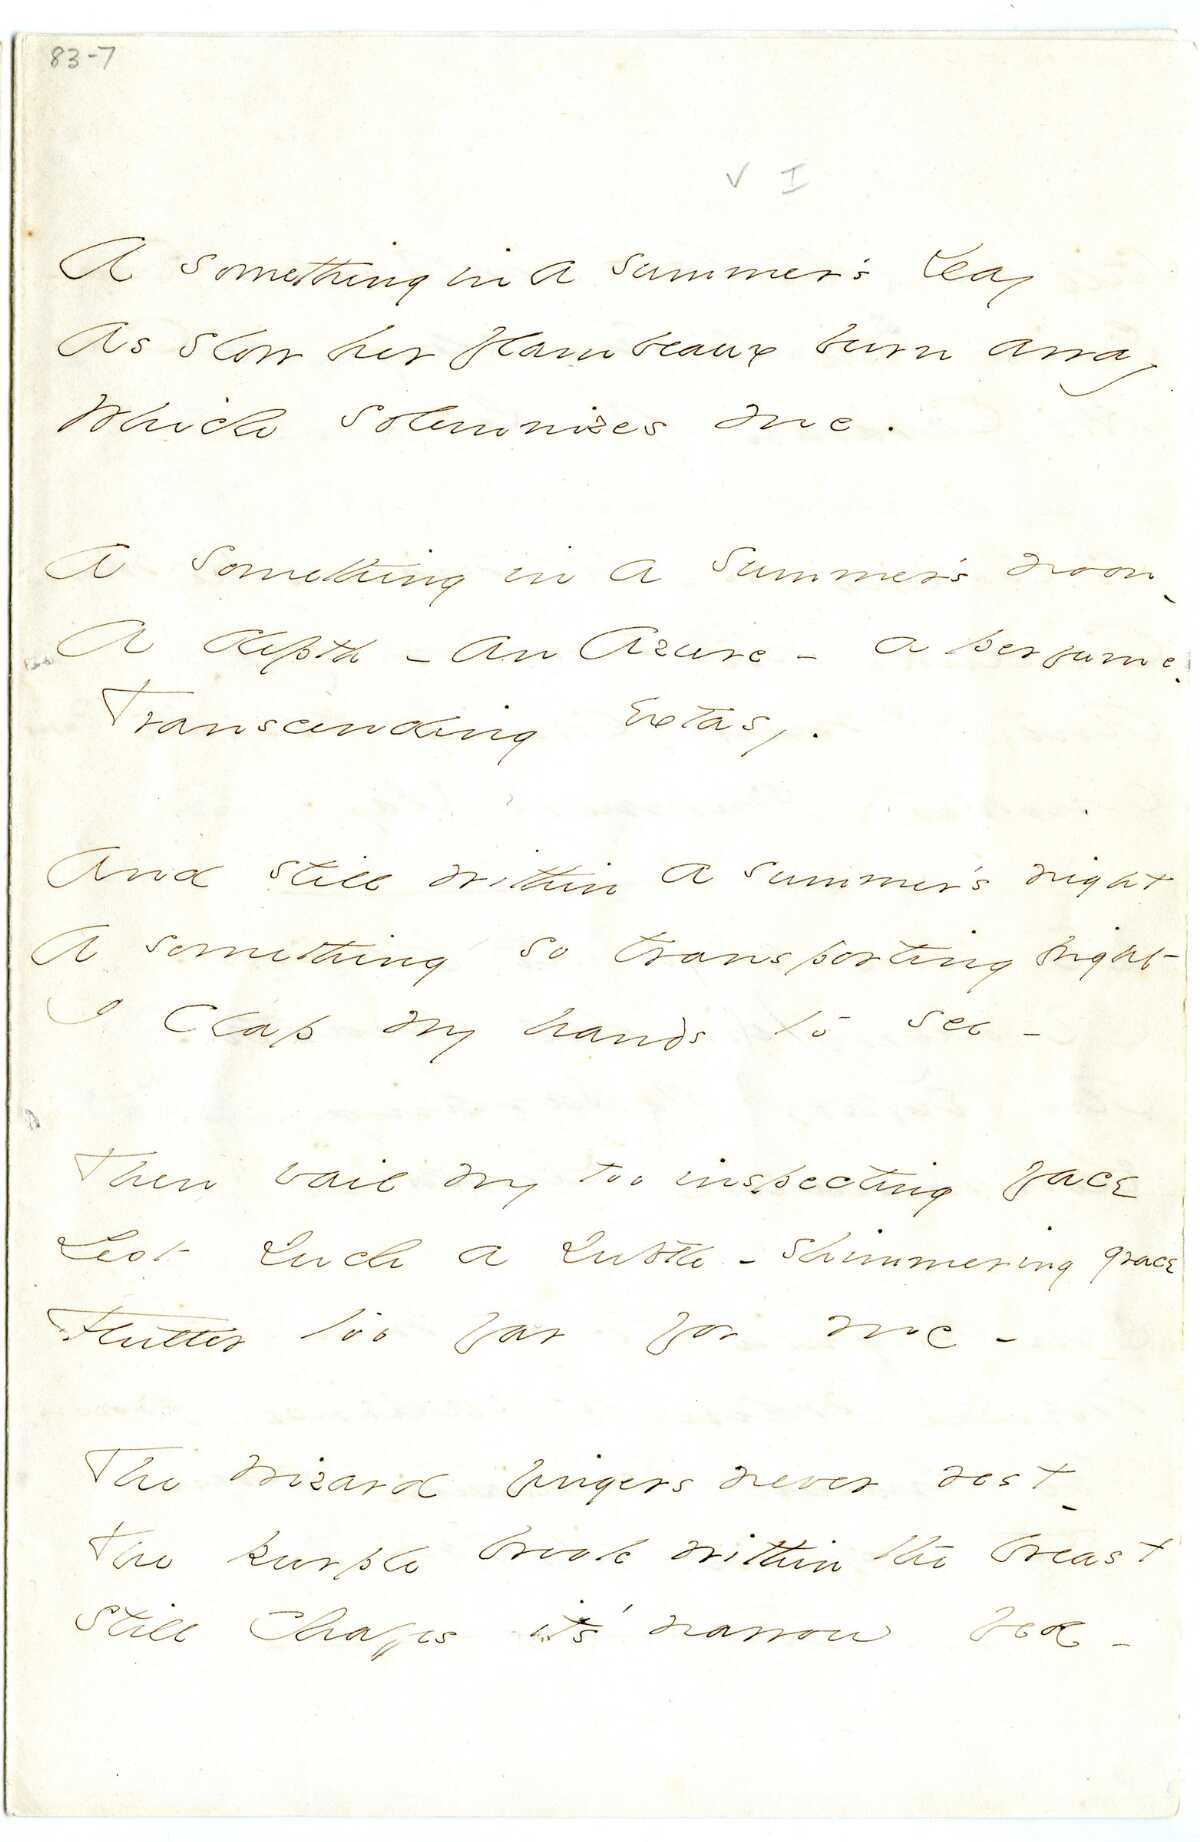 83-7
V I
A something in a summer's Day
As slow her flambeaux burn away
Which solemnizes me.
A something in a summer's noon -
A depth - an Azure - a perfume -
Transcending extasy.
And still within a summer's night
A something so transporting bright
I clap my hands to see -
Then vail my too inspecting face
Lest such a subtle - shimmering grace
Flutter too far for me -
The wizard fingers never rest -
The purple brook within the breast
Still chafes it's narrow bed -